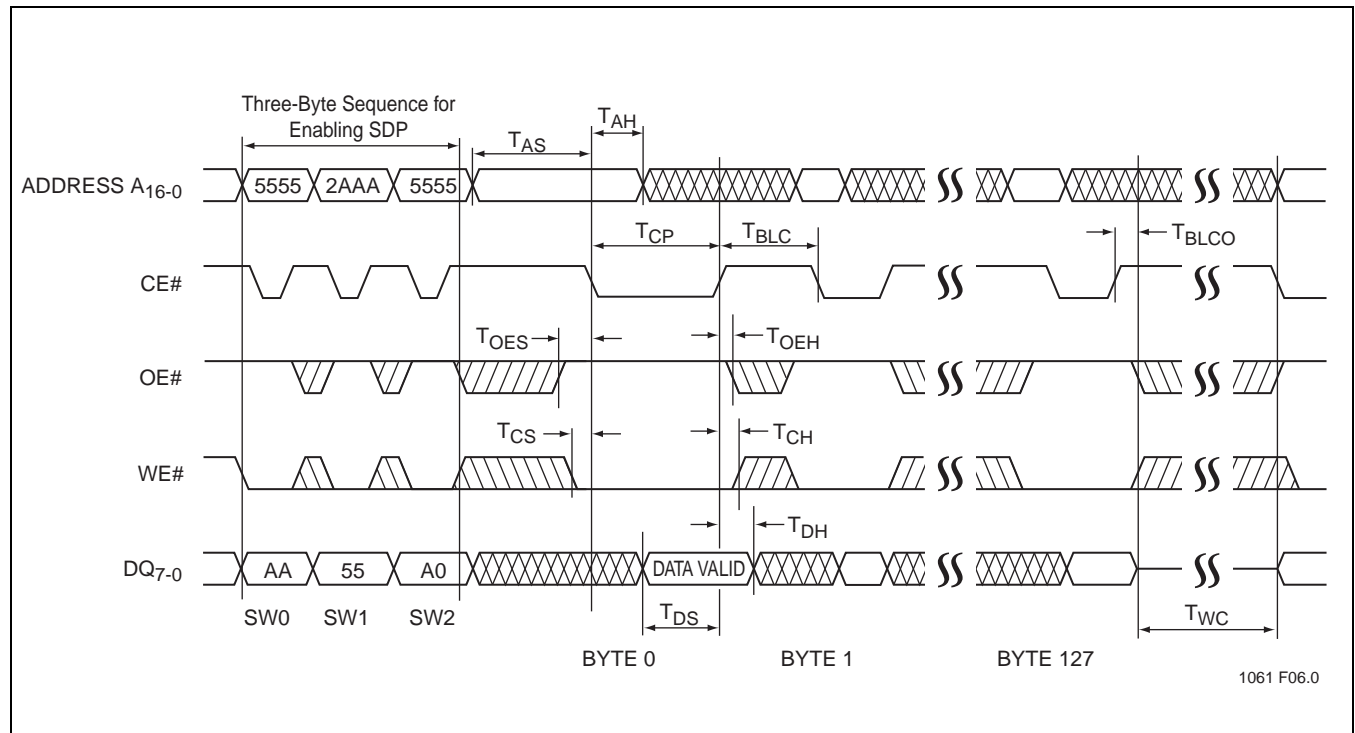 Three-Byte Sequence for
Enabling SDP
TAS
TAH
ADDRESS A16-0
5555
2AAA
5555
TCP
TBLC
TBLCO
CE#
TOES
TOEH
OE#
TCS
TCH
WE#
TDH
DQ7-0
AA
55
A0
DATA VALID
SW0
SW1
SW2
TDS
TWC
BYTE 0
BYTE 1
BYTE 127
1061 F06.0